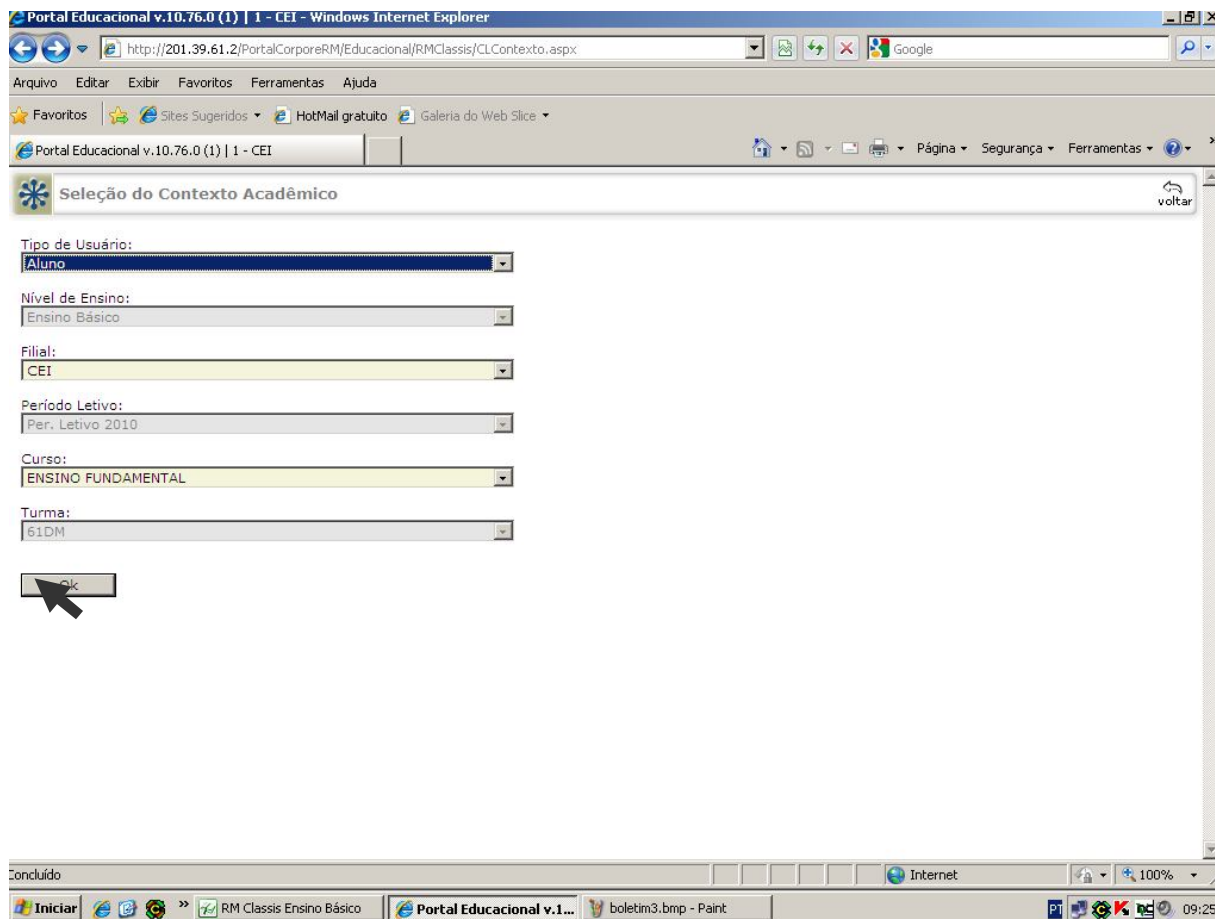 Portal Educacional v.10.76.0 (1) | 1 - CEI - Windows Internet Explorer
http://201.39.61.2/PortalCorporeRM/Educacional/RMClassis/CLContexto.aspx
Google
Arquivo Editar Exibir Favoritos Ferramentas Ajuda
Favoritos Sites Sugeridos HotMail gratuito Galeria do Web Slice
Portal Educacional v.10.76.0 (1) | 1 - CEI
Página Segurança Ferramentas
Seleção do Contexto Acadêmico
voltar
Tipo de Usuário:
Aluno
Nível de Ensino:
Ensino Básico
Filial:
CEI
Período Letivo:
Per. Letivo 2010
Curso:
ENSINO FUNDAMENTAL
Turma:
61DM
Ok
Concluído
Internet
100%
Iniciar
»
RM Classis Ensino Básico
Portal Educacional v.1...
boletim3.bmp - Paint
PT
09:25